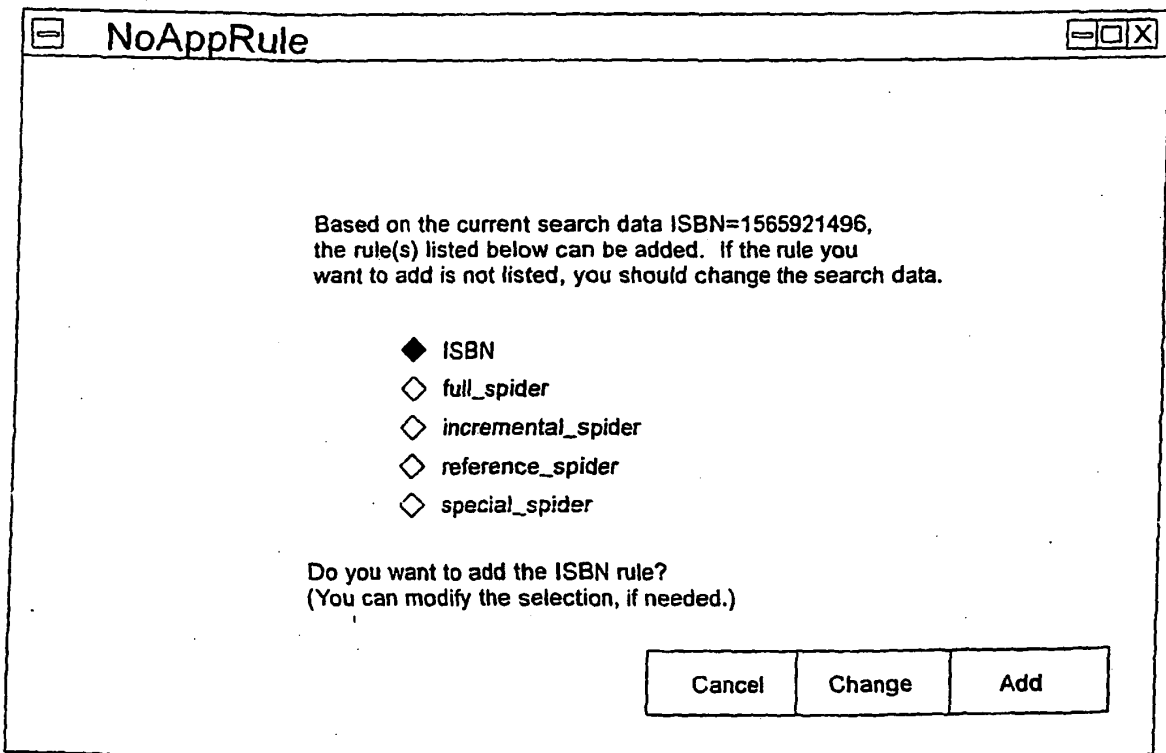 NoAppRule
Based on the current search data ISBN=1565921496,
the rule(s) listed below can be added. If the rule you
want to add is not listed, you should change the search data.
ISBN
full_spider
incremental_spider
reference_spider
special_spider
Do you want to add the ISBN rule?
(You can modify the selection, if needed.)
Cancel Change Add